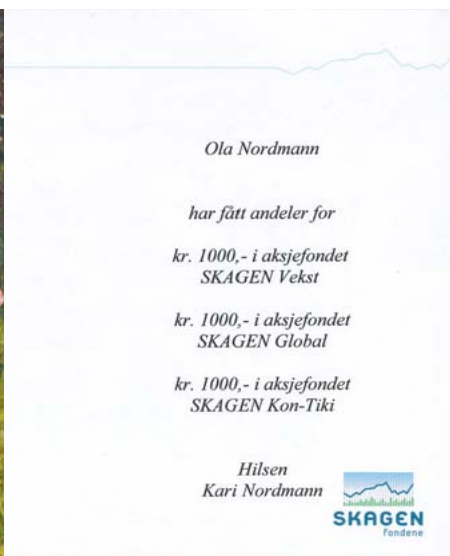 Ola Nordmann
har fått andeler for
kr. 1000,- i aksjefondet
SKAGEN Vekst
kr. 1000,- i aksjefondet
SKAGEN Global
kr. 1000,- i aksjefondet
SKAGEN Kon-Tiki
Hilsen
Kari Nordmann
SKAGEN
Fondene